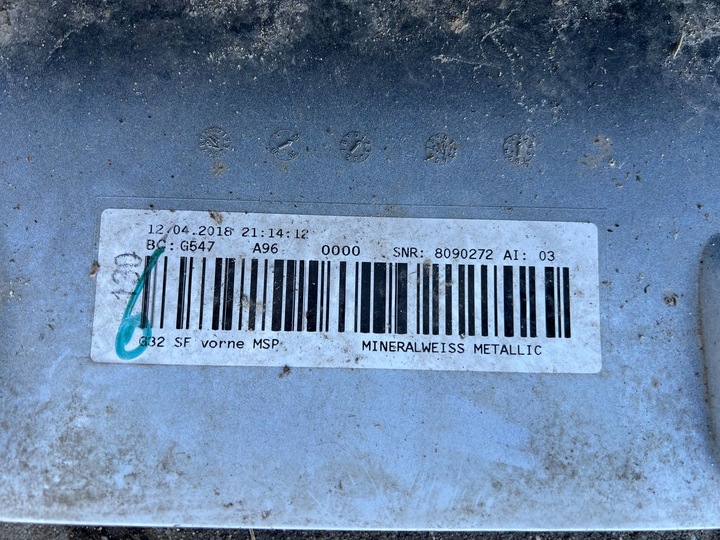 12.04.2018 21:14:12
BC: G547 A96 0000 SNR: 8090272 AI: 03
G32 SF vorne MSP MINERALWEISS METALLIC